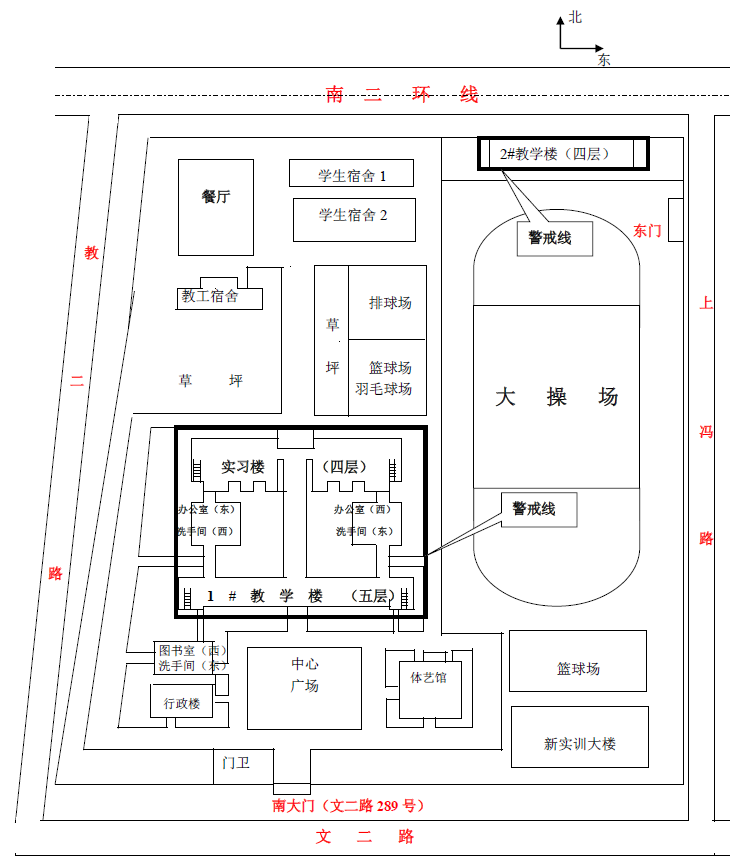 北
东
南 二 环 线
2#教学楼（四层）
学生宿舍 1
餐厅
学生宿舍 2
东门
警戒线
教
教工宿舍
排球场
上
草
坪
草 坪
篮球场
羽毛球场
二
大 操 场
冯
实习楼 （四层）
办公室（东）
洗手间（西）
办公室（西）
洗手间（东）
警戒线
路
路
1 # 教 学 楼 （五层）
图书室（西）
洗手间（东）
中心
广场
体艺馆
篮球场
行政楼
新实训大楼
门卫
南大门（文二路 289 号）
文 二 路